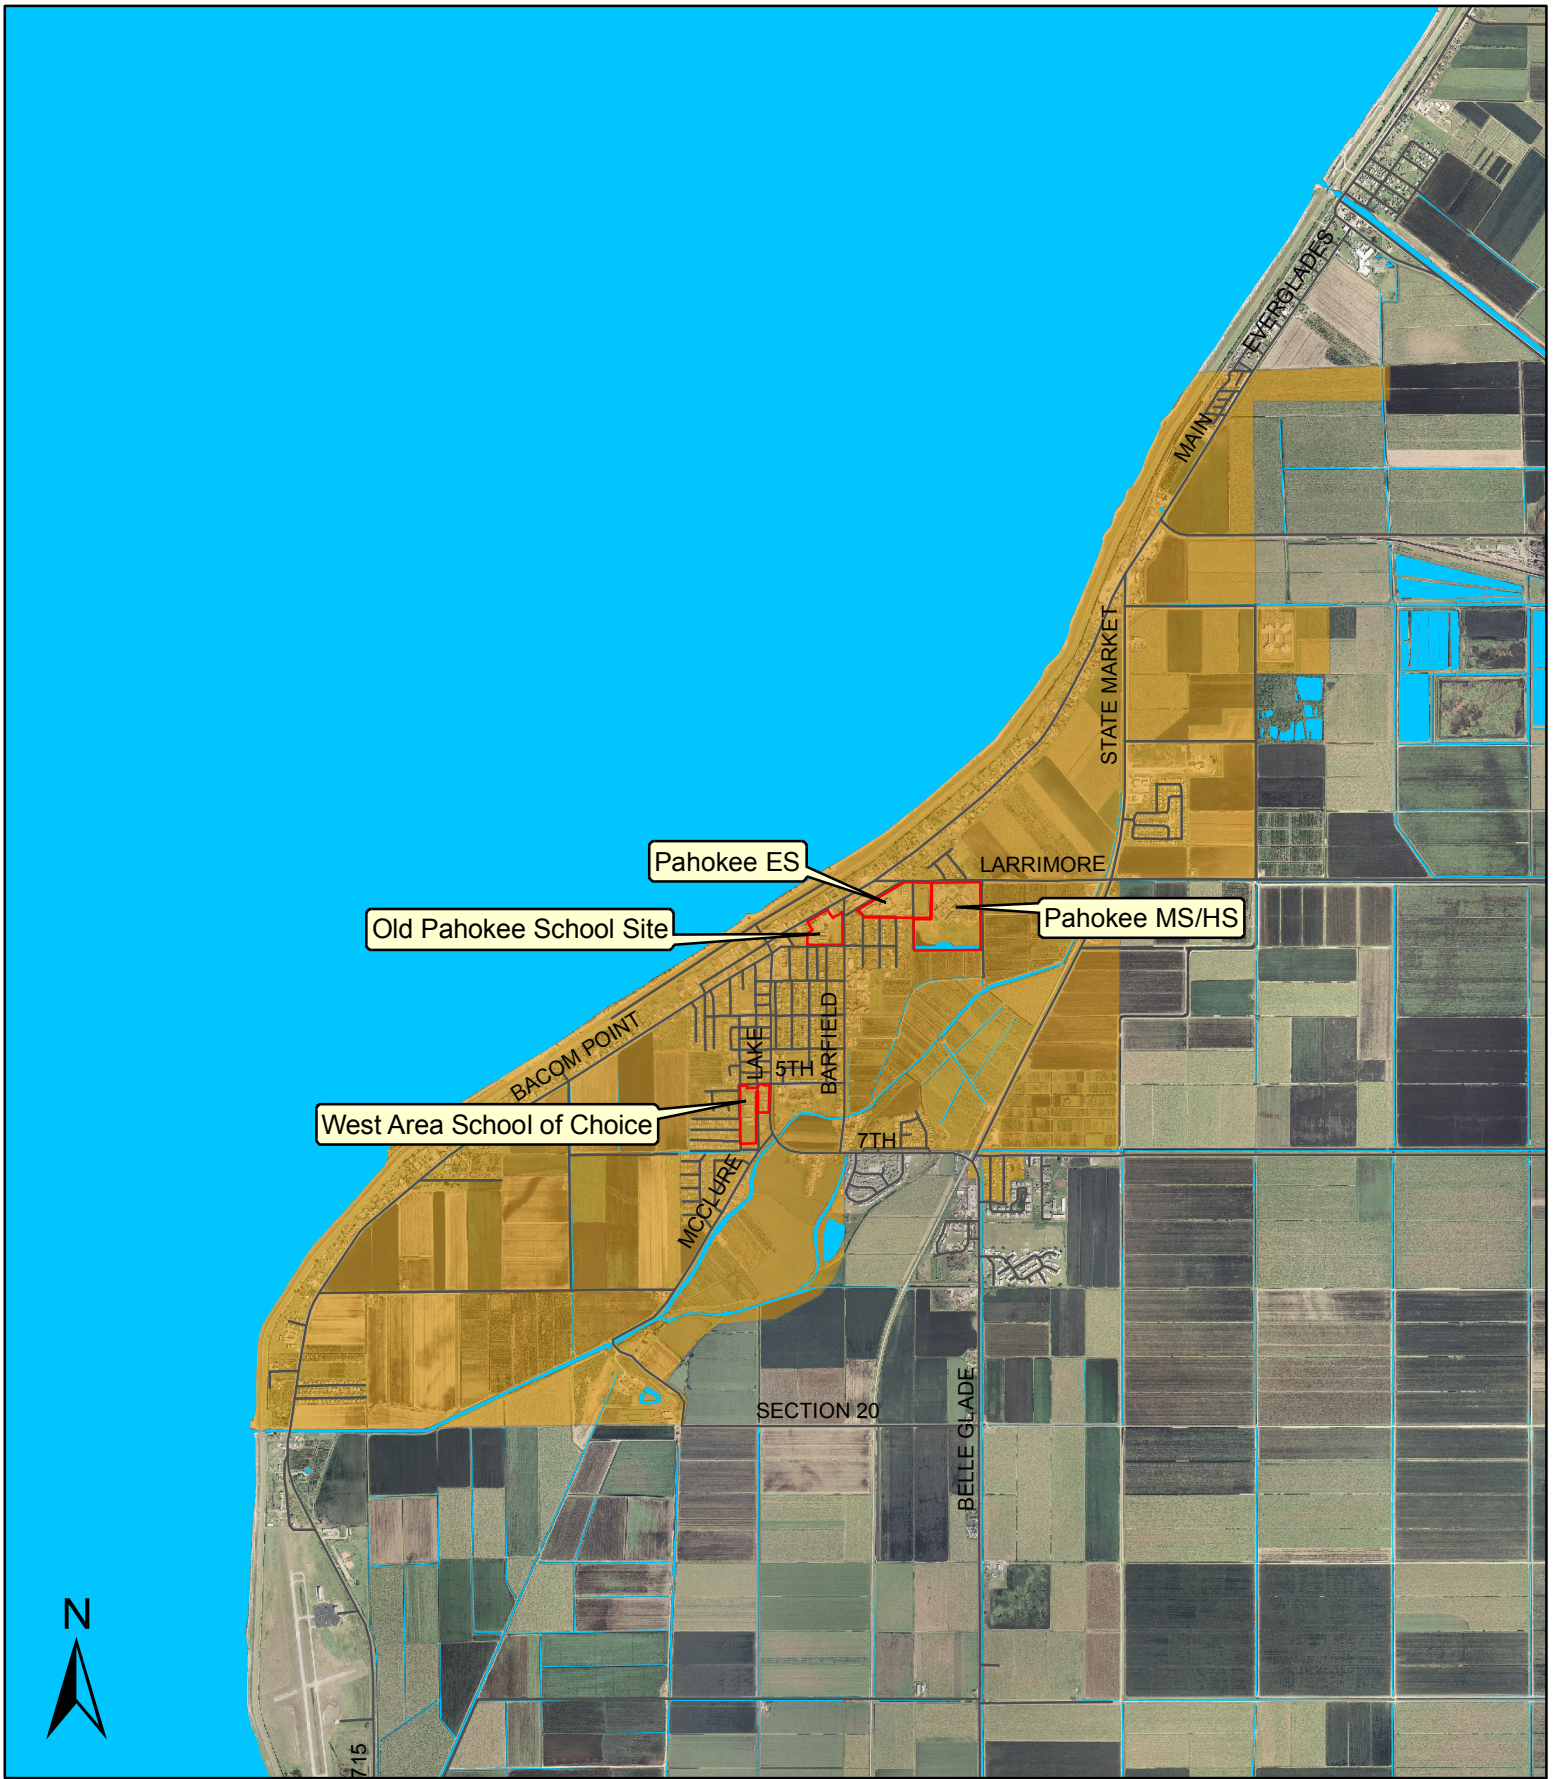 EVERGLADES
MAIN
STATE MARKET
Pahokee ES
LARRIMORE
Old Pahokee School Site
Pahokee MS/HS
BACOM POINT
LAKE
5TH
BARFIELD
West Area School of Choice
7TH
MCCLURE
SECTION 20
BELLE GLADE
N
715